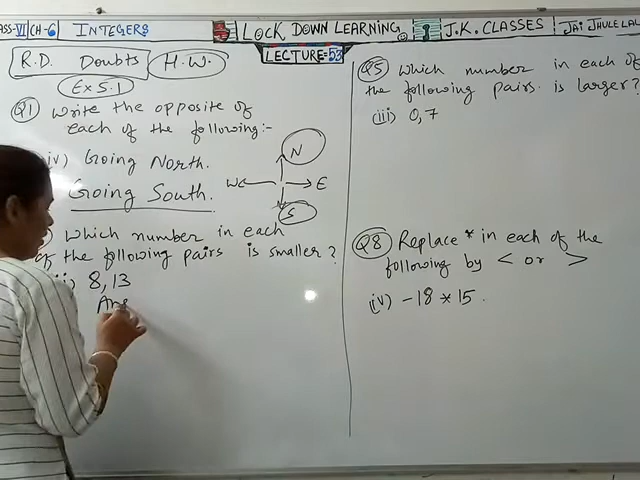 ASS-VI CH-6 INTEGERS
LOCK DOWN LEARNING
J.K. CLASSES
JAI JHULELAL
LECTURE=53
R.D. Doubts H.W.
Ex 5.1
Q1 Write the opposite of
each of the following:-
iv) Going North.
Going South.
N
W E
S
Which number in each
of the following pairs is smaller?
8,13
Ans
Q5 Which number in each of
the following pairs is larger?
(iii) 0,7
Q8 Replace * in each of the
following by < or >
(iv) -18 * 15.